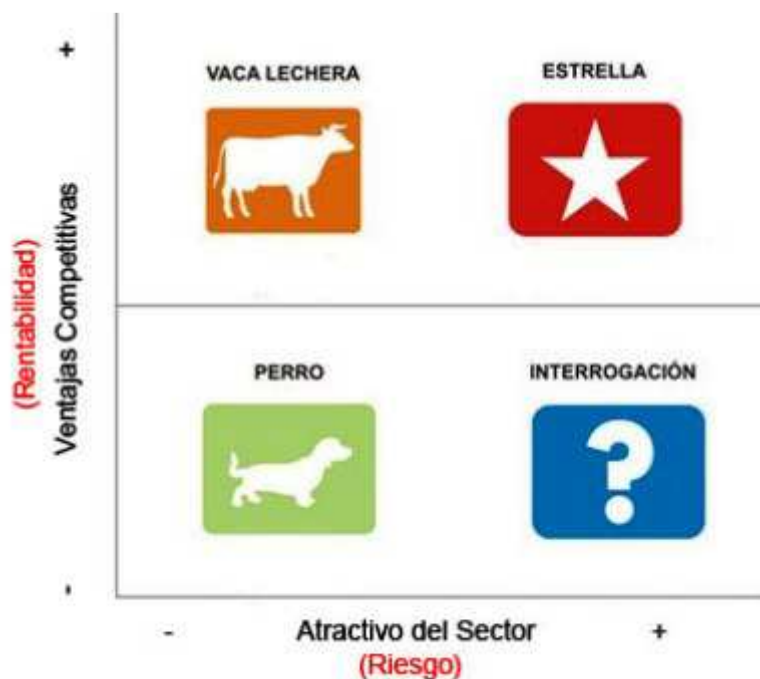 +
VACA LECHERA
ESTRELLA
(Rentabilidad)
Ventajas Competitivas
PERRO
INTERROGACIÓN
?
-
- Atractivo del Sector +
(Riesgo)